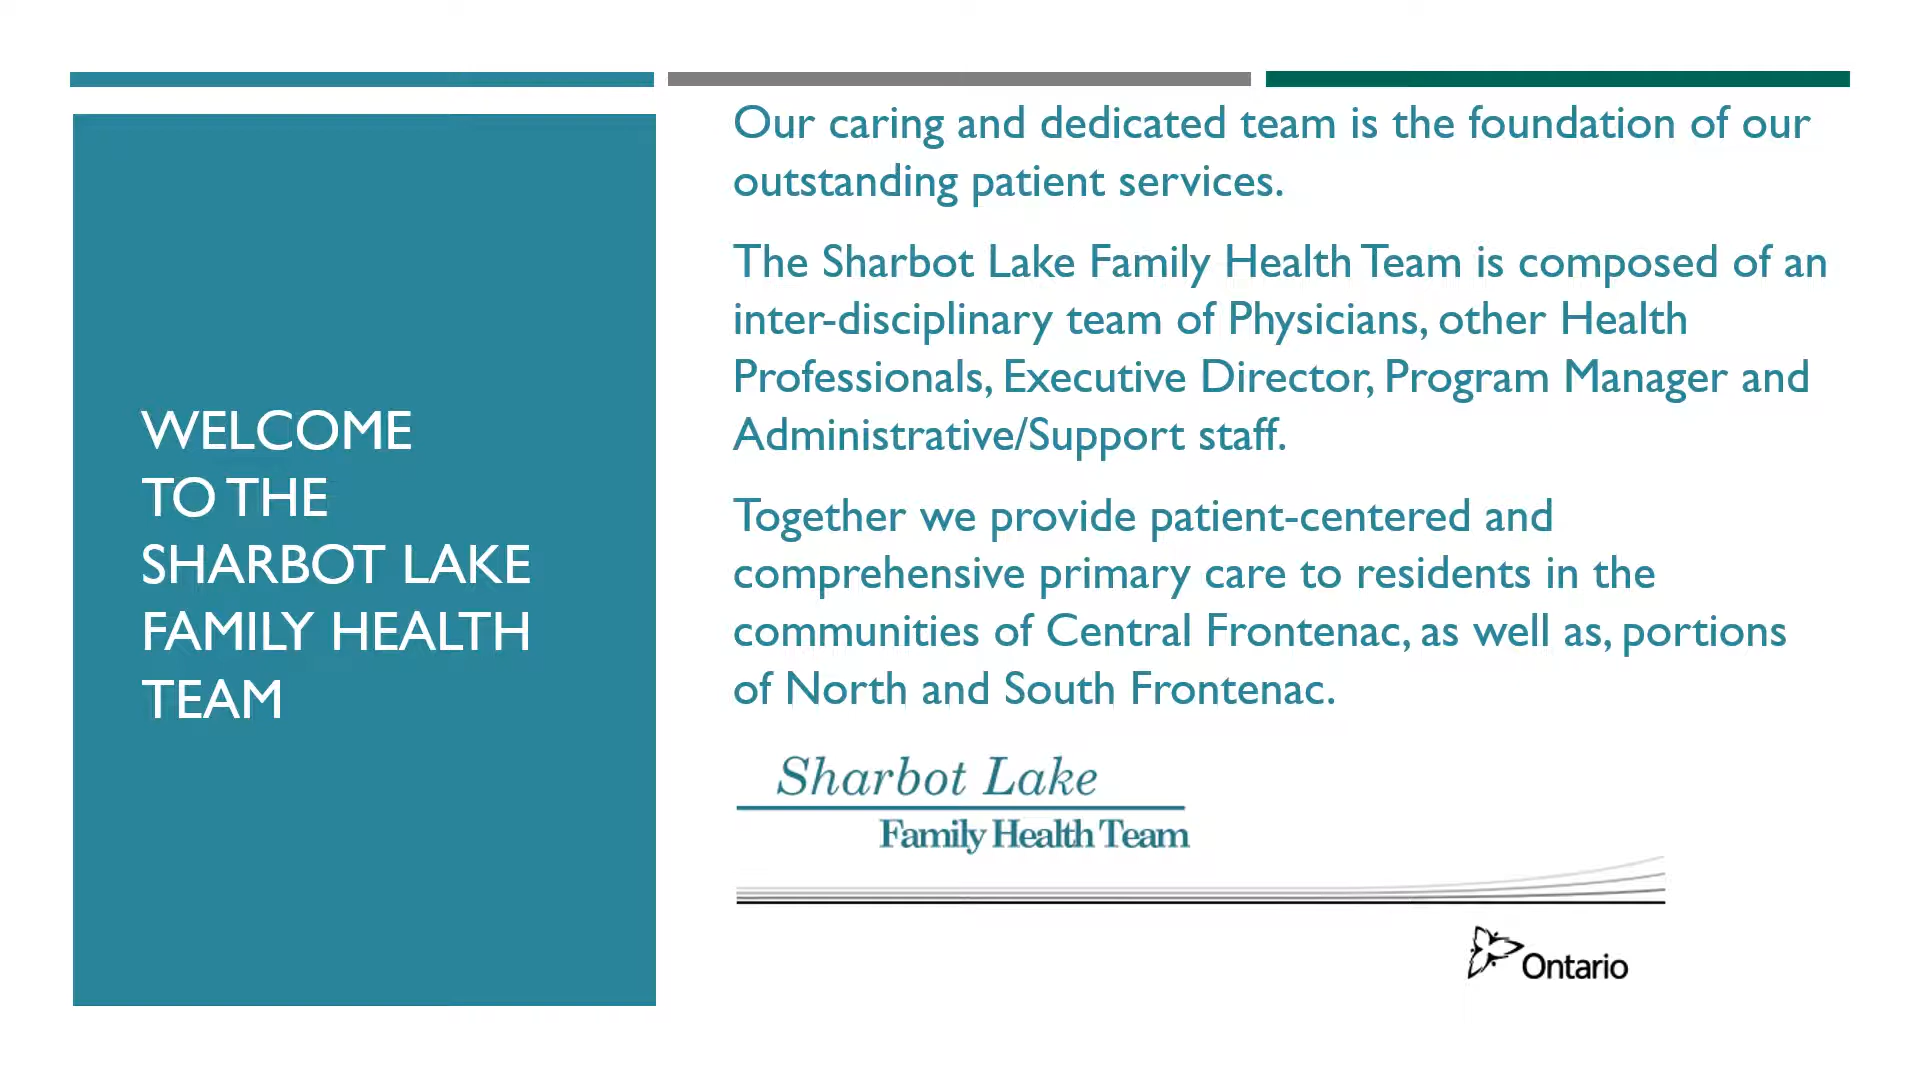 WELCOME
TO THE
SHARBOT LAKE
FAMILY HEALTH
TEAM
Our caring and dedicated team is the foundation of our
outstanding patient services.
The Sharbot Lake Family Health Team is composed of an
inter-disciplinary team of Physicians, other Health
Professionals, Executive Director, Program Manager and
Administrative/Support staff.
Together we provide patient-centered and
comprehensive primary care to residents in the
communities of Central Frontenac, as well as, portions
of North and South Frontenac.
Sharbot Lake
Family Health Team
Ontario